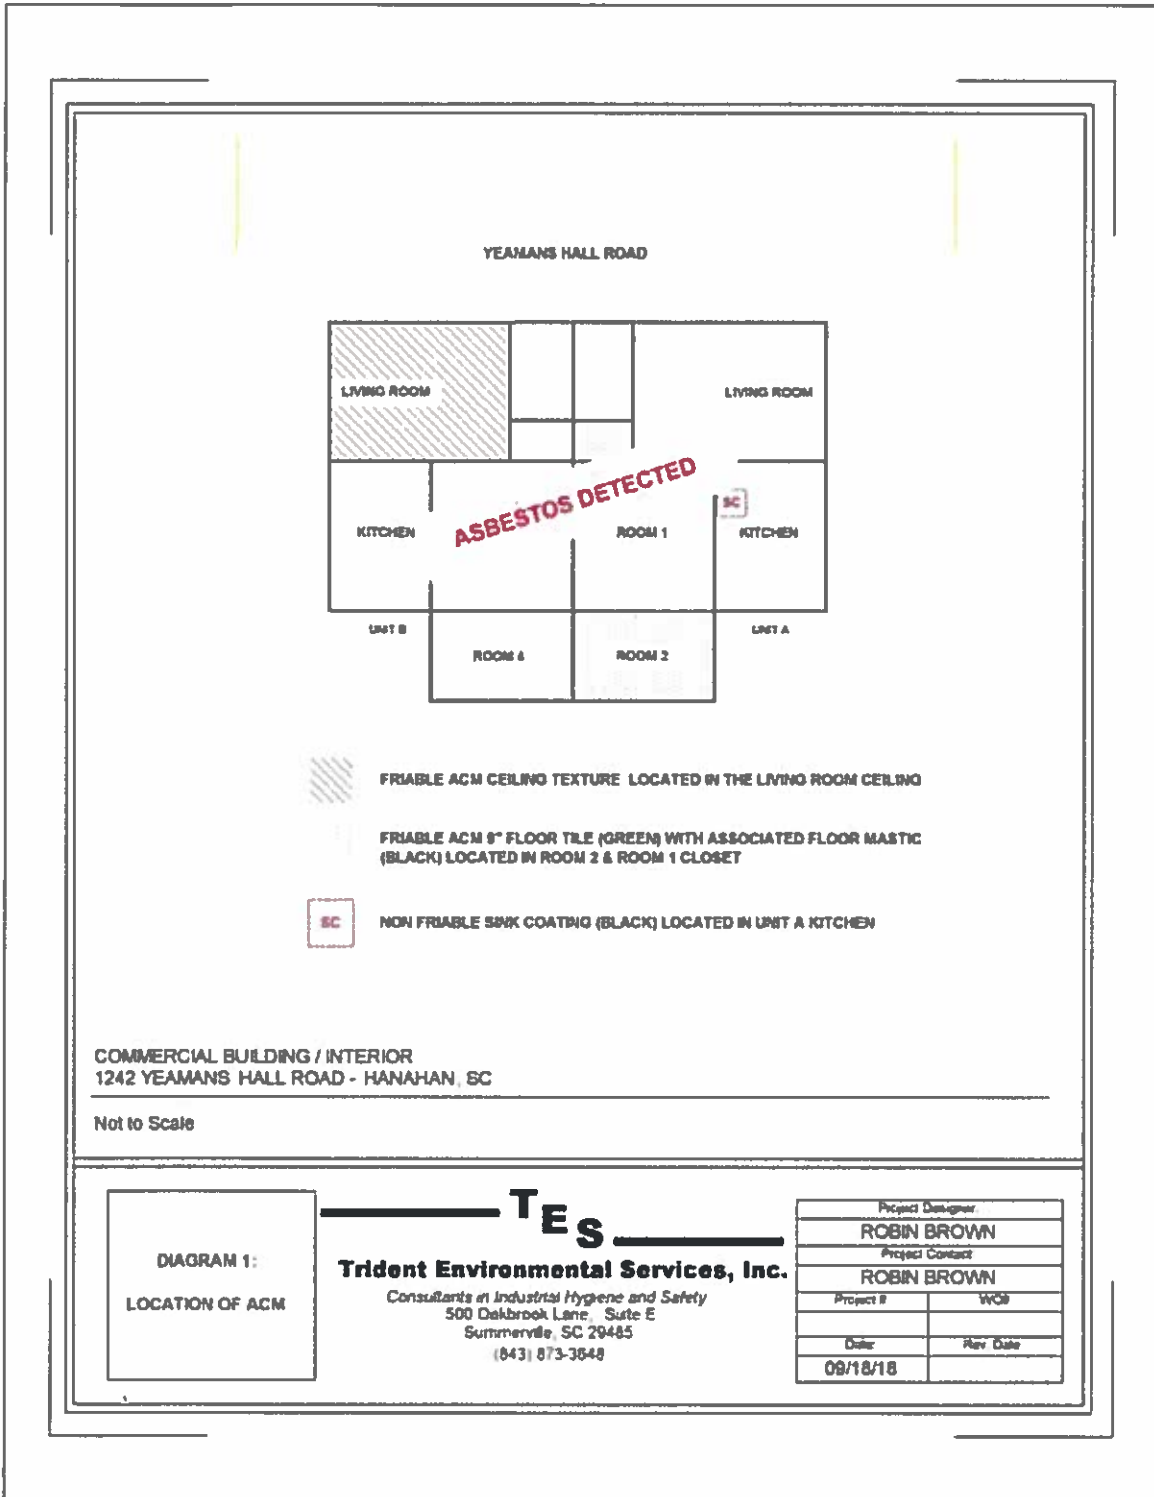 YEAMANS HALL ROAD
LIVING ROOM
LIVING ROOM
ASBESTOS DETECTED
SC
KITCHEN
ROOM 1
KITCHEN
UNIT B
UNIT A
ROOM 4
ROOM 2
FRIABLE ACM CEILING TEXTURE LOCATED IN THE LIVING ROOM CEILING
FRIABLE ACM 9" FLOOR TILE (GREEN) WITH ASSOCIATED FLOOR MASTIC
(BLACK) LOCATED IN ROOM 2 & ROOM 1 CLOSET
SC
NON FRIABLE SINK COATING (BLACK) LOCATED IN UNIT A KITCHEN
COMMERCIAL BUILDING / INTERIOR
1242 YEAMANS HALL ROAD - HANAHAN, SC
Not to Scale
DIAGRAM 1:
LOCATION OF ACM
TES
Trident Environmental Services, Inc.
Consultants in Industrial Hygiene and Safety
500 Oakbrook Lane, Suite E
Summerville, SC 29485
(843) 873-3648
Project Designer
ROBIN BROWN
Project Contact
ROBIN BROWN
Project # WO#
Date Rev. Date
09/18/18